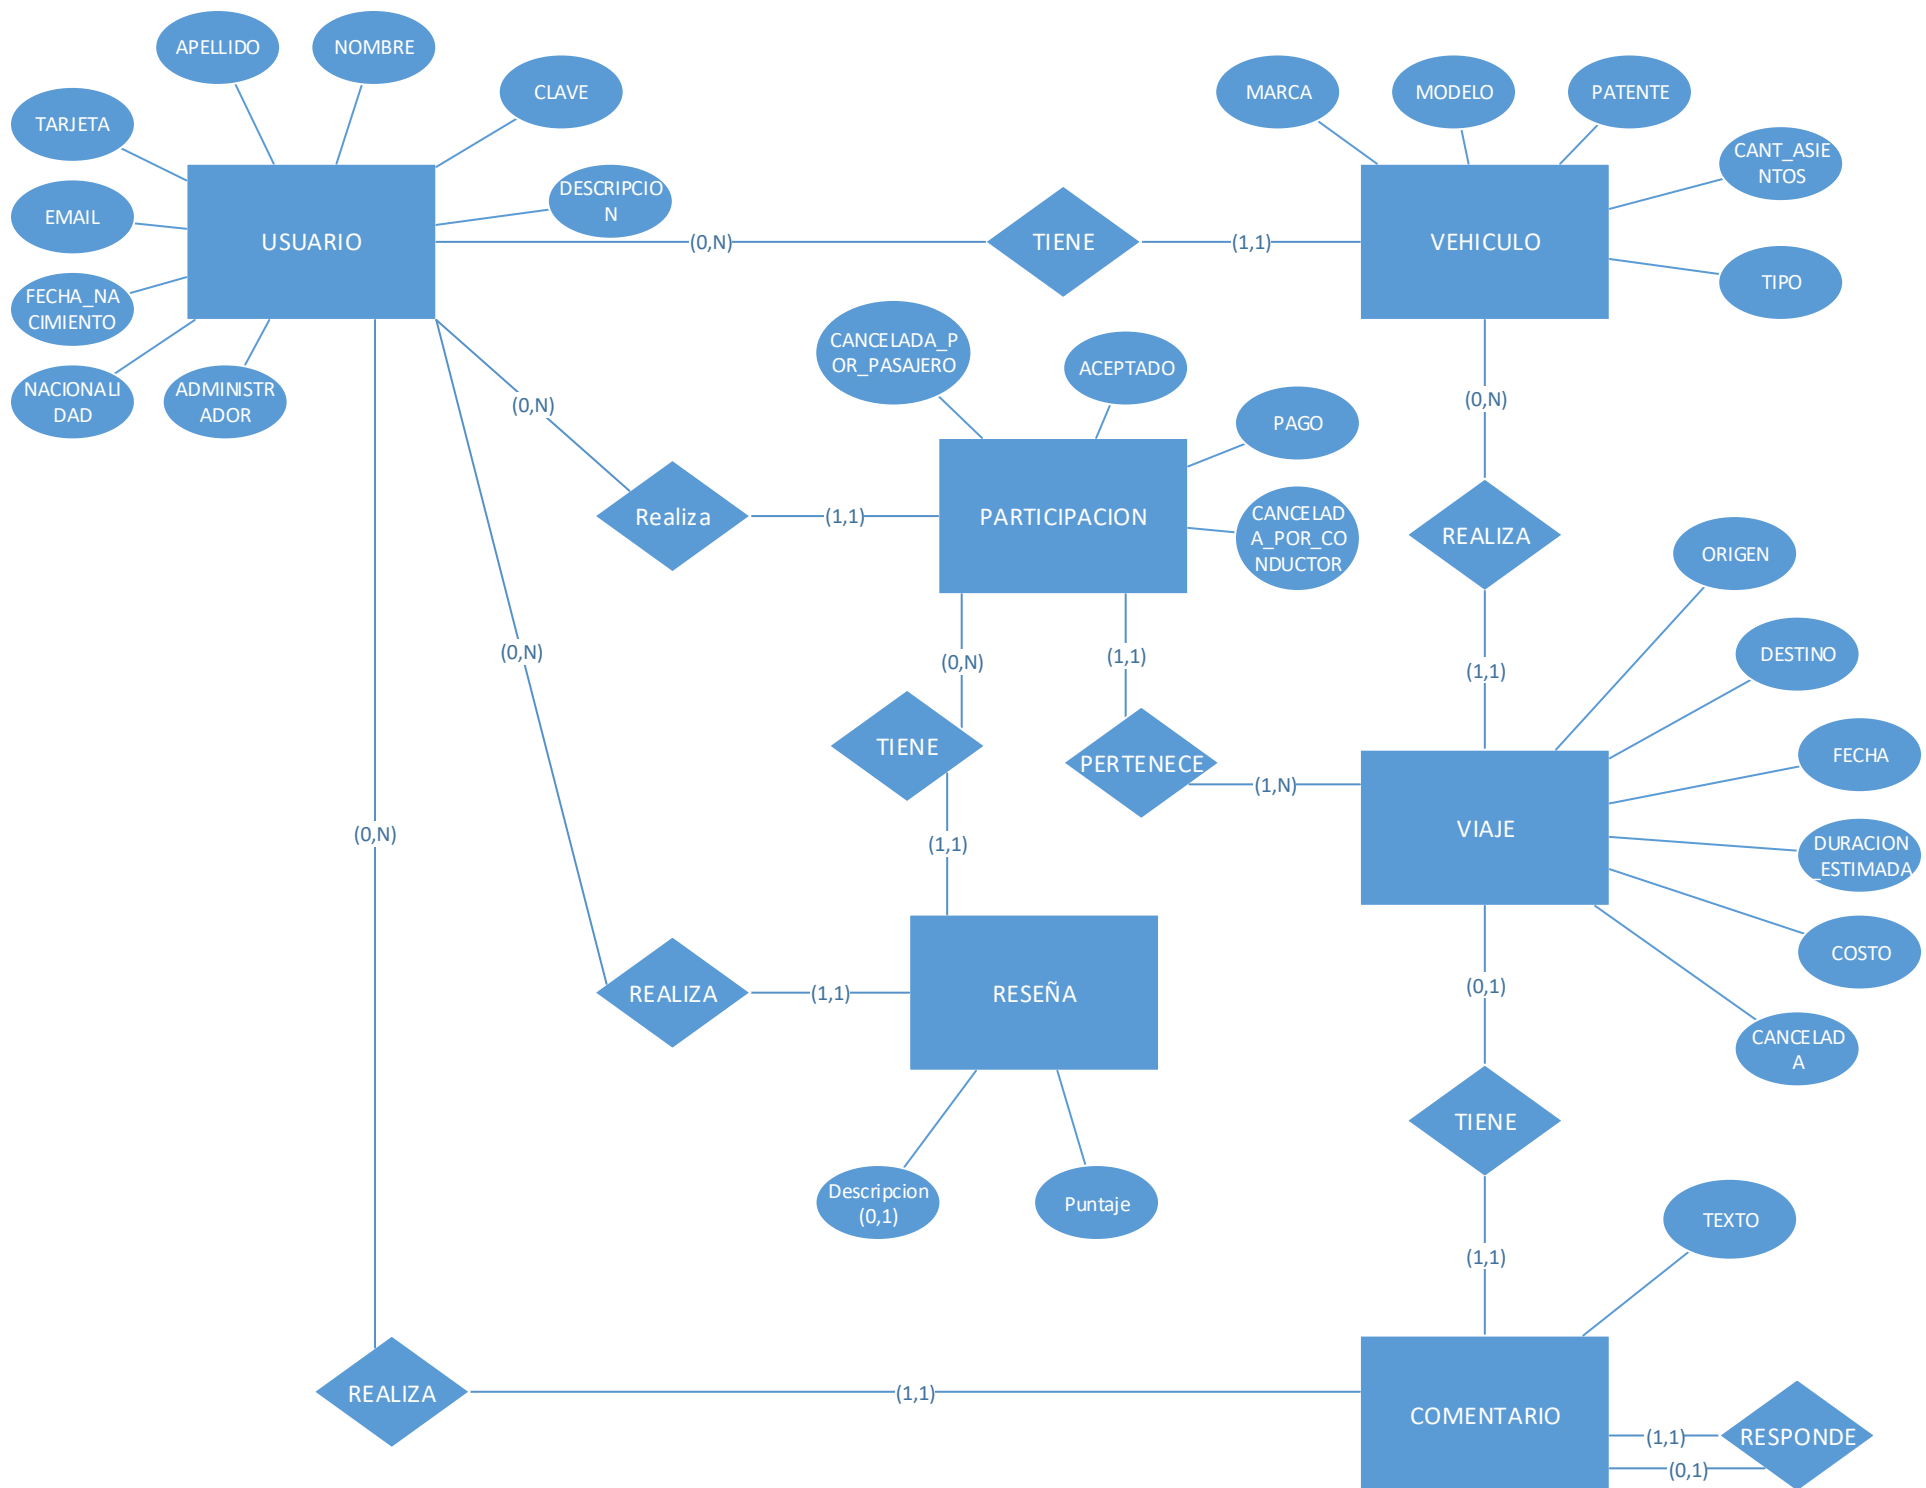 APELLIDO
NOMBRE
CLAVE
MARCA
MODELO
PATENTE
TARJETA
CANT_ASIE
NTOS
DESCRIPCIO
N
EMAIL
USUARIO
(0,N)
TIENE
(1,1)
VEHICULO
TIPO
FECHA_NA
CIMIENTO
CANCELADA_P
OR_PASAJERO
ACEPTADO
NACIONALI
DAD
ADMINISTR
ADOR
(0,N)
(0,N)
PAGO
Realiza
(1,1)
PARTICIPACION
CANCELAD
A_POR_CO
NDUCTOR
REALIZA
ORIGEN
(0,N)
(0,N)
(1,1)
(1,1)
DESTINO
TIENE
PERTENECE
FECHA
(1,N)
(0,N)
(1,1)
VIAJE
DURACION
_ESTIMADA
COSTO
REALIZA
(1,1)
RESEÑA
(0,1)
CANCELAD
A
TIENE
Descripcion
(0,1)
Puntaje
TEXTO
(1,1)
REALIZA
(1,1)
COMENTARIO
(1,1)
RESPONDE
(0,1)